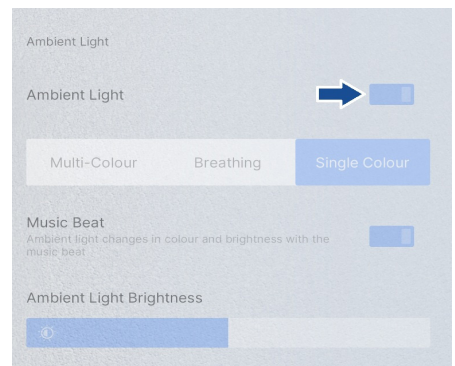 Ambient Light
Ambient Light
Multi-Colour
Breathing
Single Colour
Music Beat
Ambient light changes in colour and brightness with the
music beat
Ambient Light Brightness